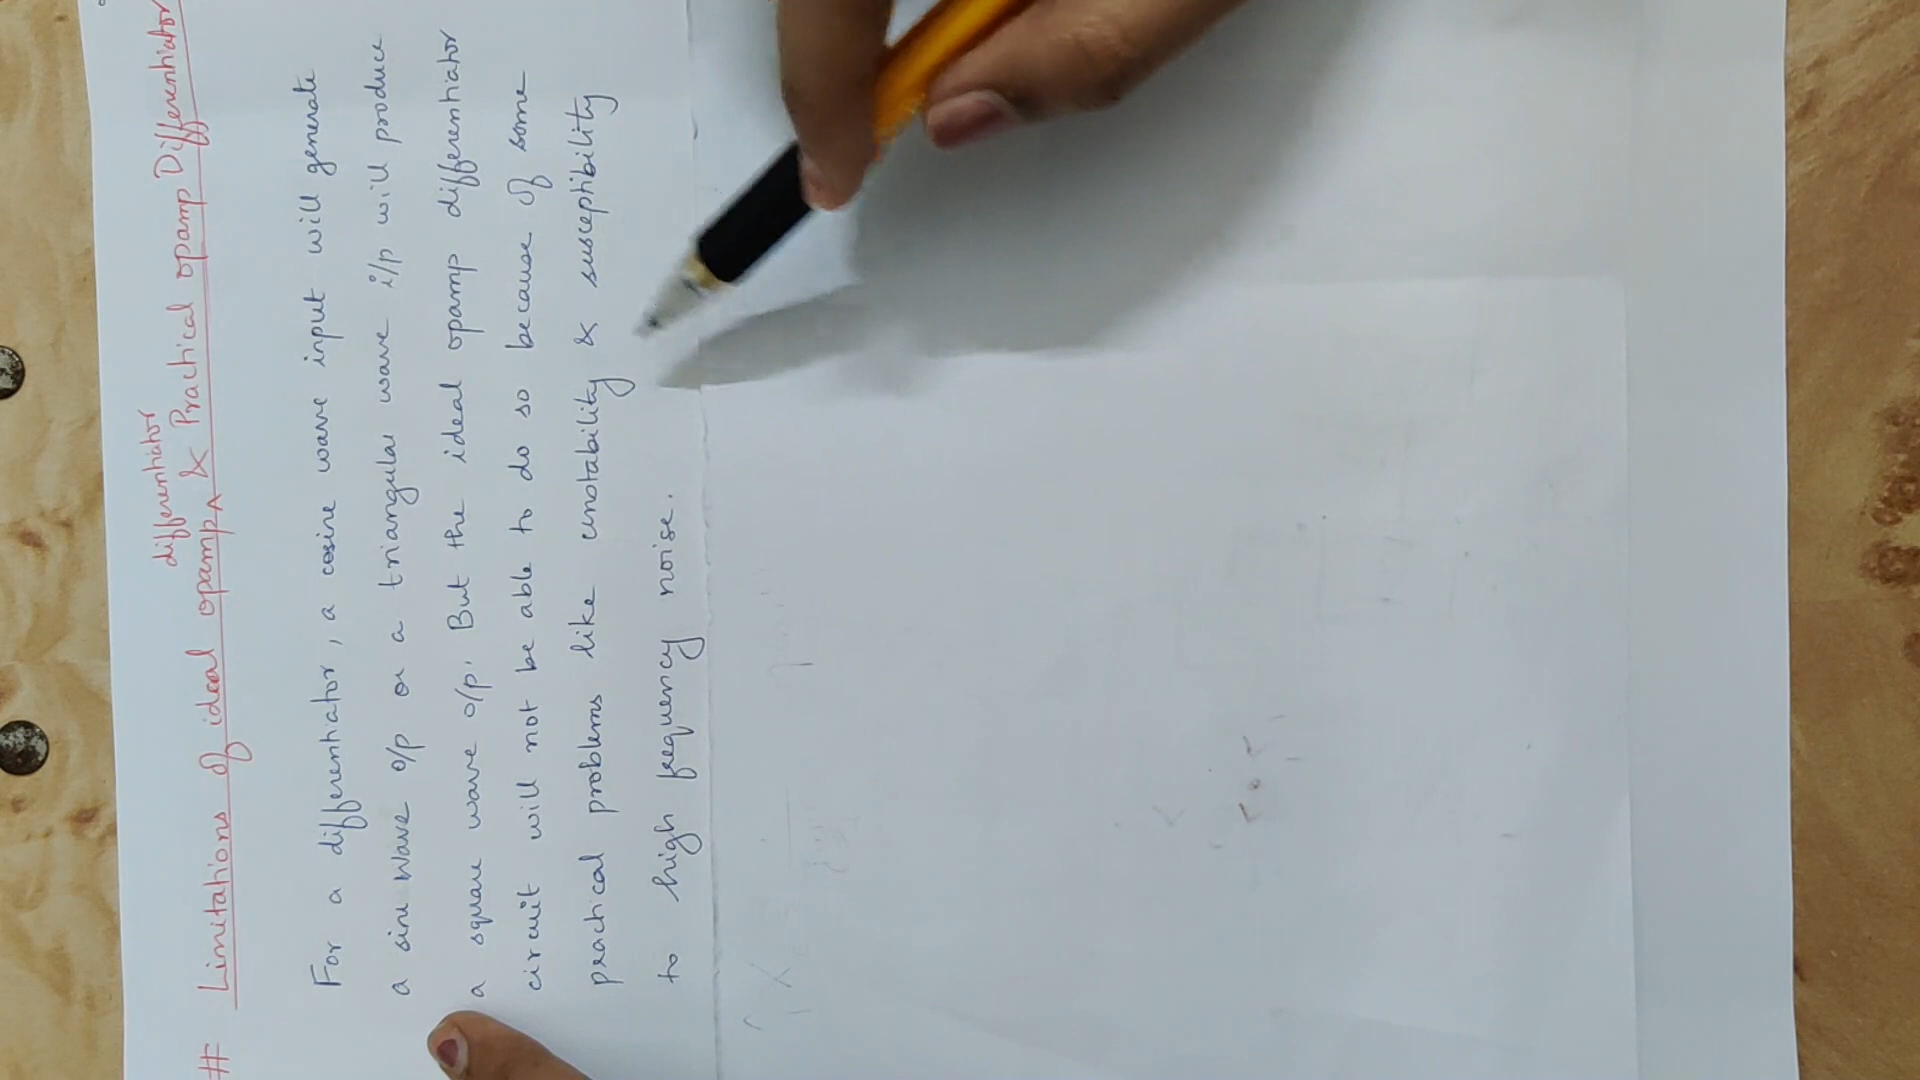 # Limitations of ideal opamp & Practical opamp Differentiator
differentiator
For a differentiator, a cosine wave input will generate
a sine wave o/p or a triangular wave i/p will produce
a square wave o/p. But the ideal opamp differentiator
circuit will not be able to do so because of some
practical problems like unstability & susceptibility
to high frequency noise.